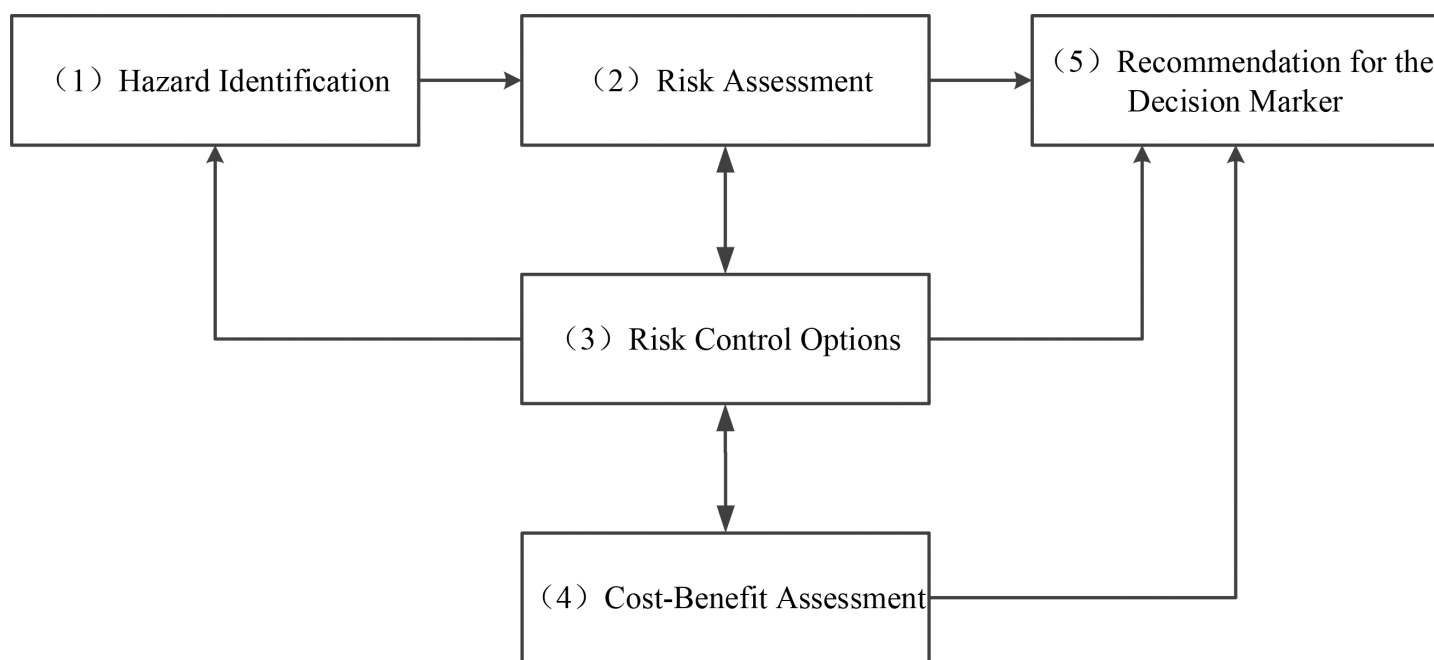 （1）Hazard Identification
（2）Risk Assessment
（5）Recommendation for the
Decision Marker
（3）Risk Control Options
（4）Cost-Benefit Assessment